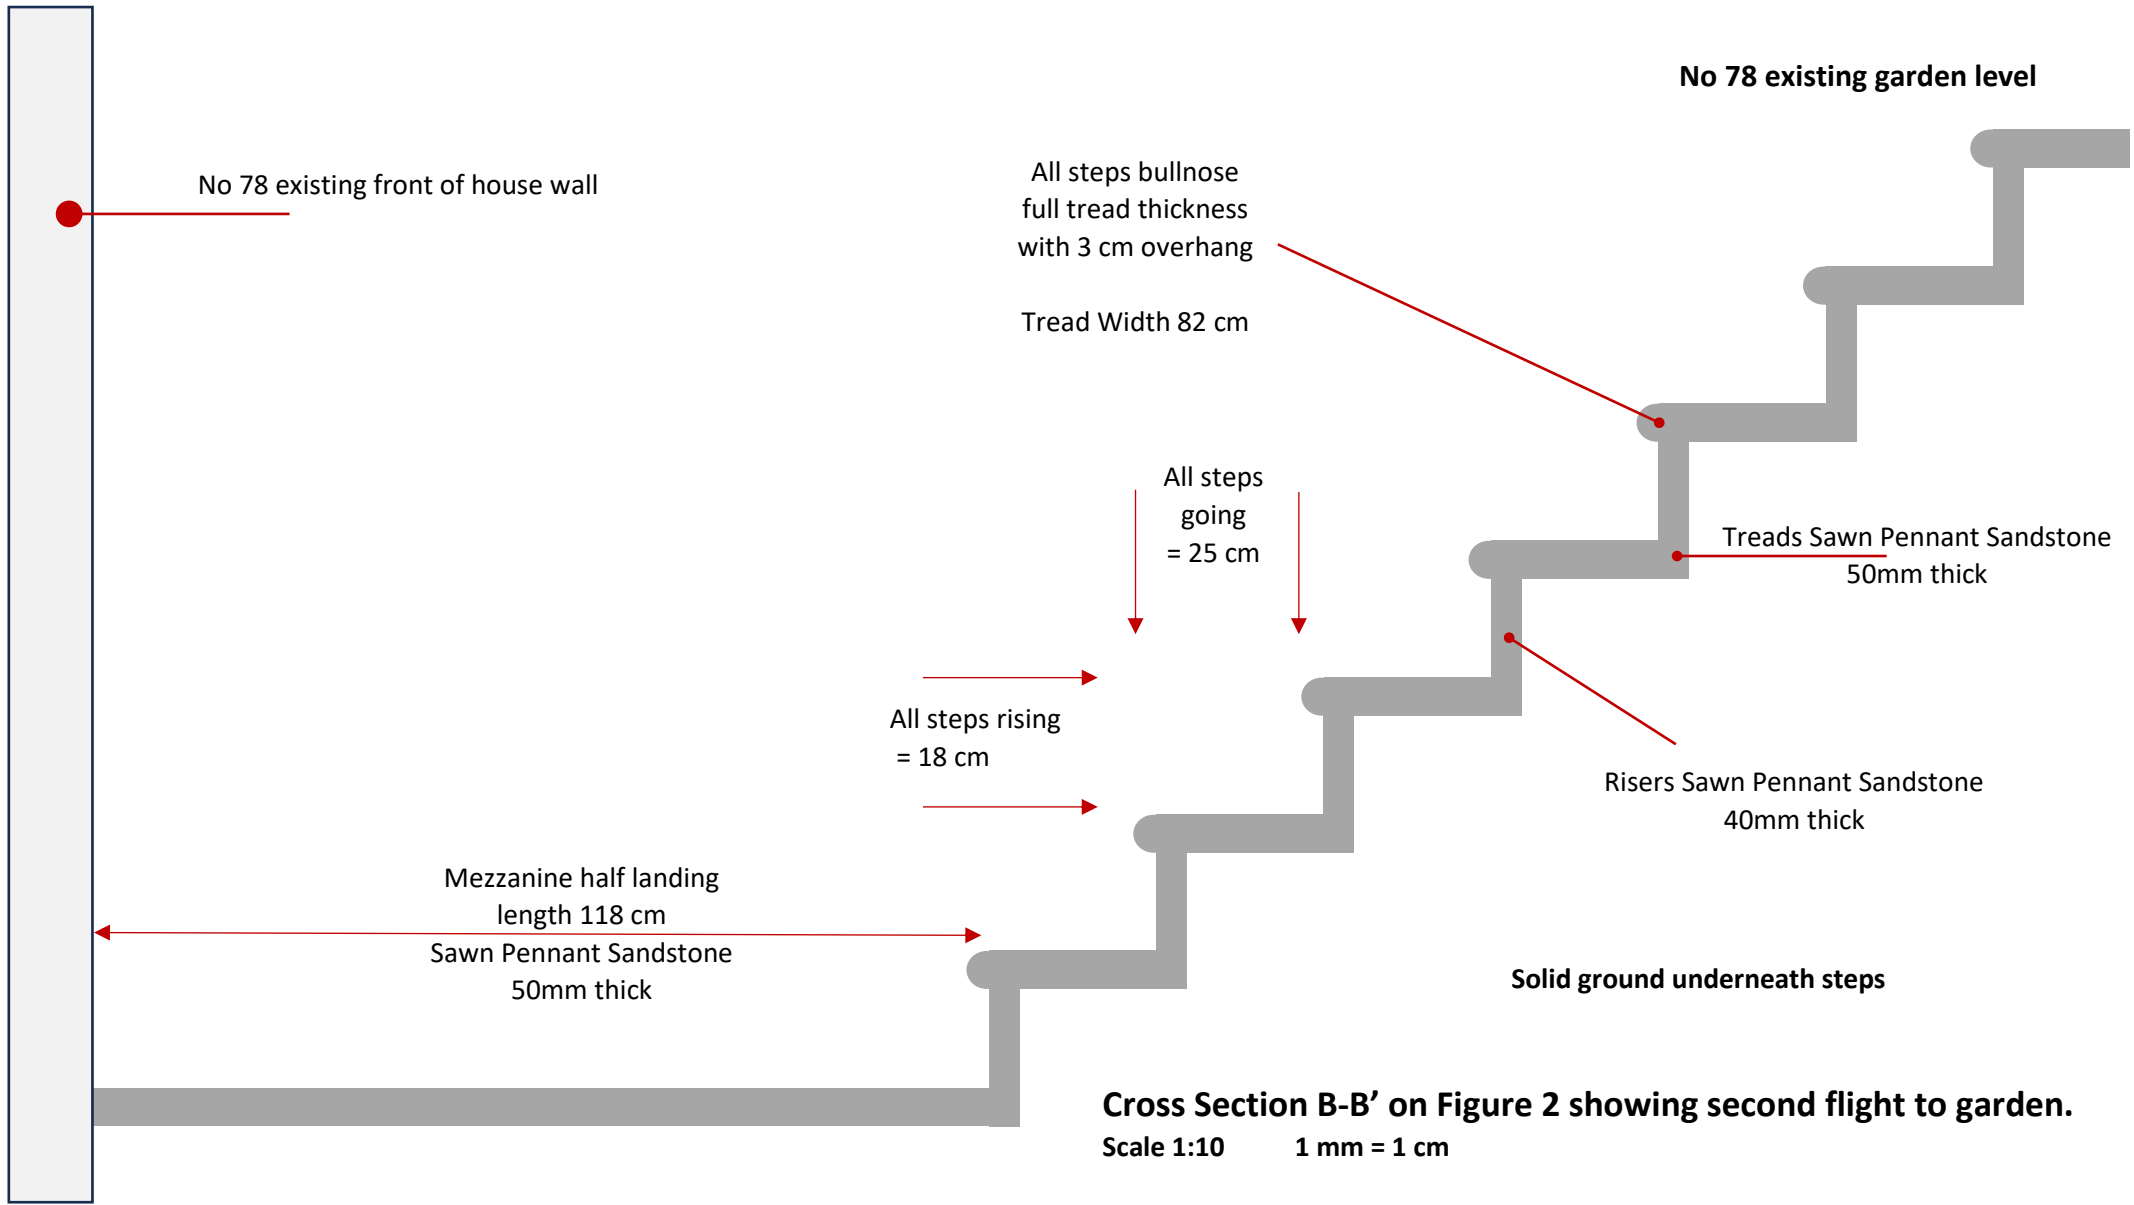 No 78 existing garden level
No 78 existing front of house wall
All steps bullnose
full tread thickness
with 3 cm overhang
Tread Width 82 cm
All steps
going
= 25 cm
Treads Sawn Pennant Sandstone
50mm thick
All steps rising
= 18 cm
Risers Sawn Pennant Sandstone
40mm thick
Mezzanine half landing
length 118 cm
Sawn Pennant Sandstone
50mm thick
Solid ground underneath steps
Cross Section B-B’ on Figure 2 showing second flight to garden.
Scale 1:10 1 mm = 1 cm